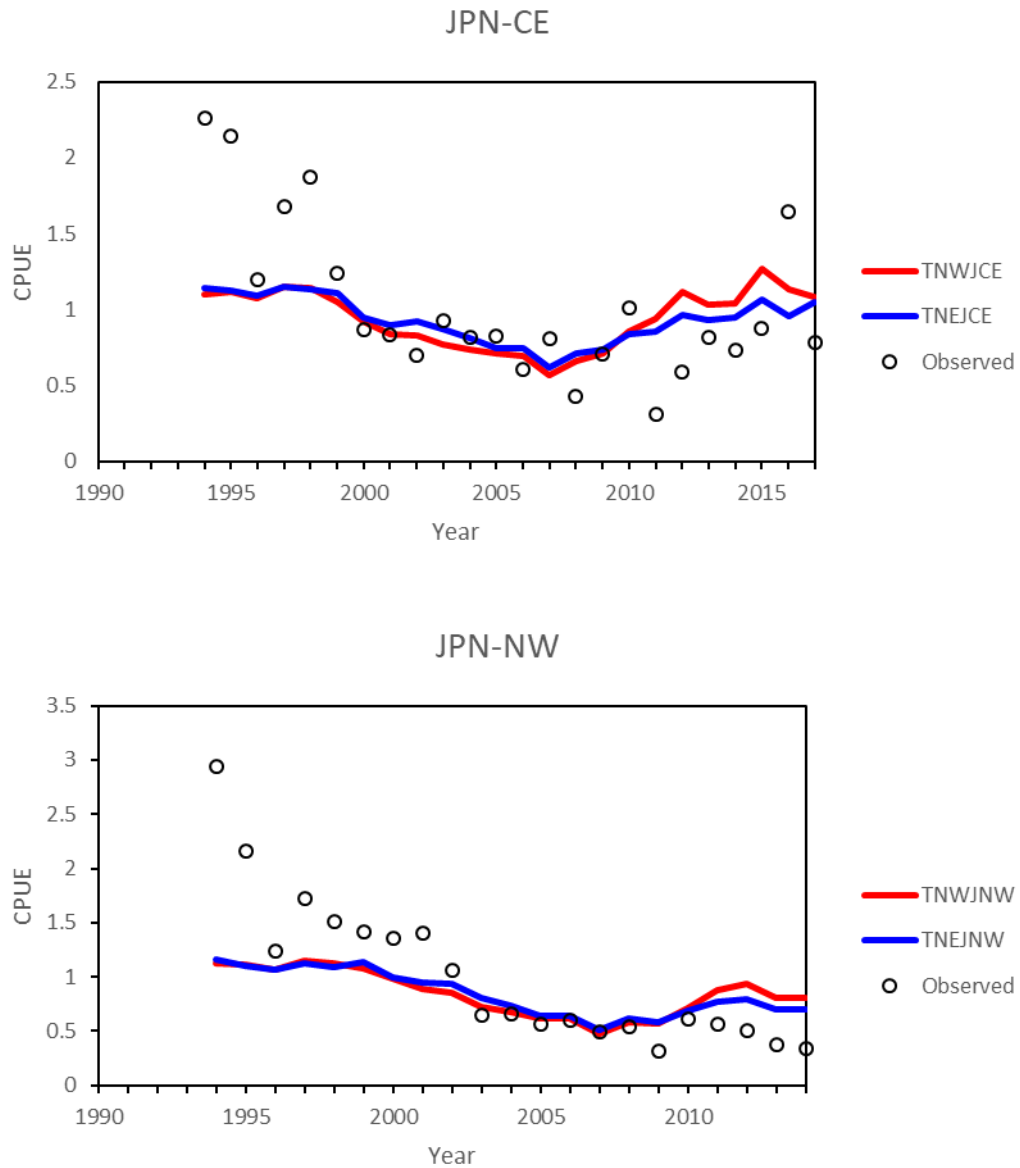 JPN-CE
2.5
2
1.5
1
0.5
0
CPUE
1990 1995 2000 2005 2010 2015
Year
TNWJCE
TNEJCE
Observed
JPN-NW
3.5
3
2.5
2
1.5
1
0.5
0
CPUE
1990 1995 2000 2005 2010
Year
TNWJNW
TNEJNW
Observed